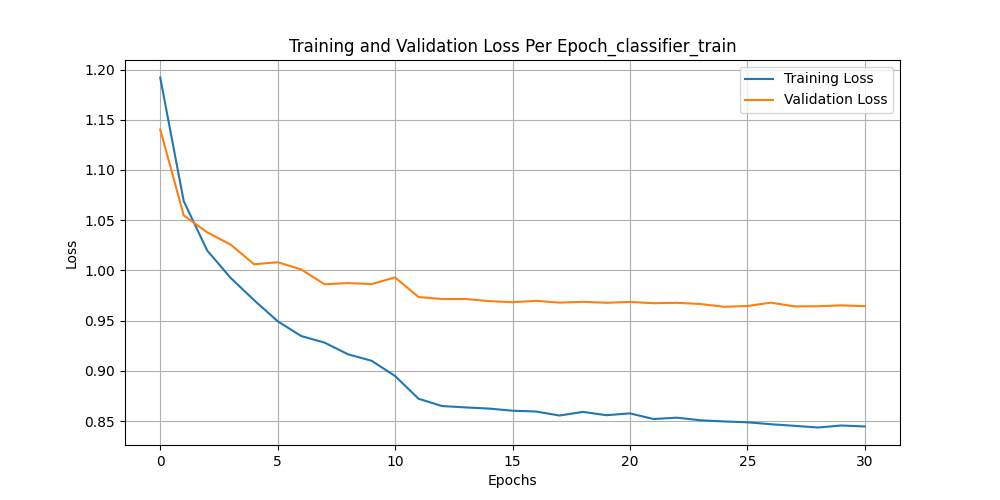 Training and Validation Loss Per Epoch_classifier_train
Training Loss
Validation Loss
1.20
1.15
1.10
1.05
1.00
0.95
0.90
0.85
Loss
0 5 10 15 20 25 30
Epochs